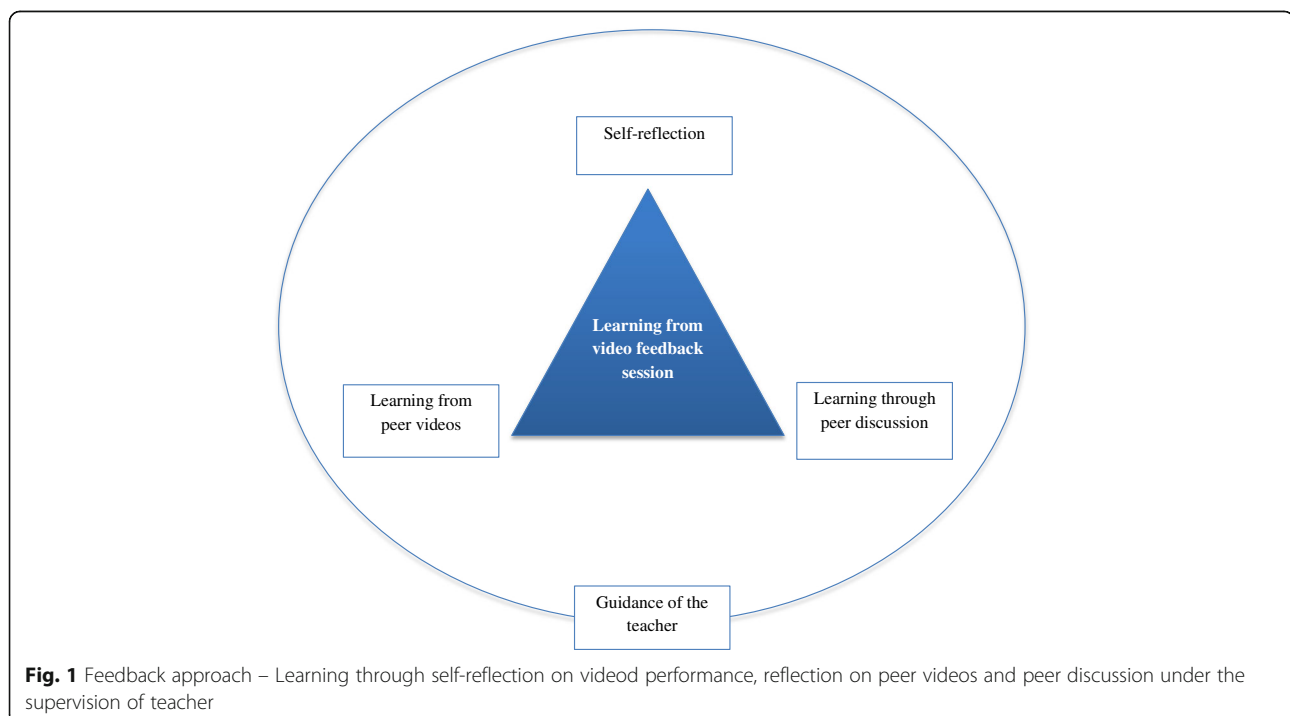 Self-reflection
Learning from
video feedback
session
Learning from
peer videos
Learning through
peer discussion
Guidance of the
teacher
Fig. 1 Feedback approach – Learning through self-reflection on videod performance, reflection on peer videos and peer discussion under the
supervision of teacher